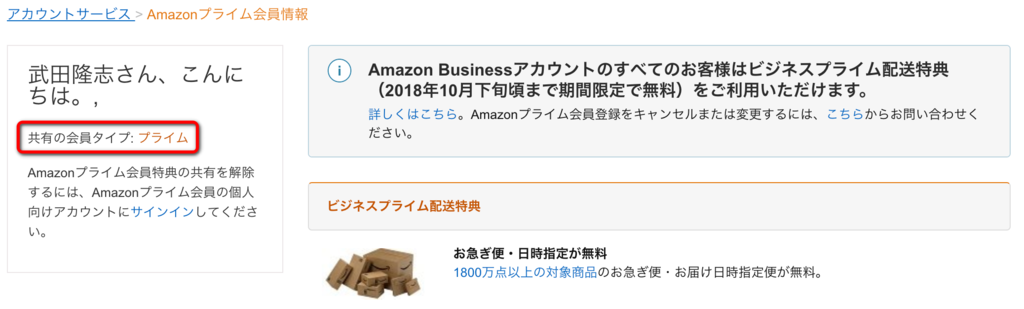 アカウントサービス > Amazonプライム会員情報
武田隆志さん、こんに
ちは。,
共有の会員タイプ: プライム
Amazonプライム会員特典の共有を解除
するには、Amazonプライム会員の個人
向けアカウントにサインインしてくださ
い。
Amazon Businessアカウントのすべてのお客様はビジネスプライム配送特典
（2018年10月下旬頃まで期間限定で無料）をご利用いただけます。
詳しくはこちら。Amazonプライム会員登録をキャンセルまたは変更するには、こちらからお問い合わせく
ださい。
ビジネスプライム配送特典
お急ぎ便・日時指定が無料
1800万点以上の対象商品のお急ぎ便・お届け日時指定便が無料。